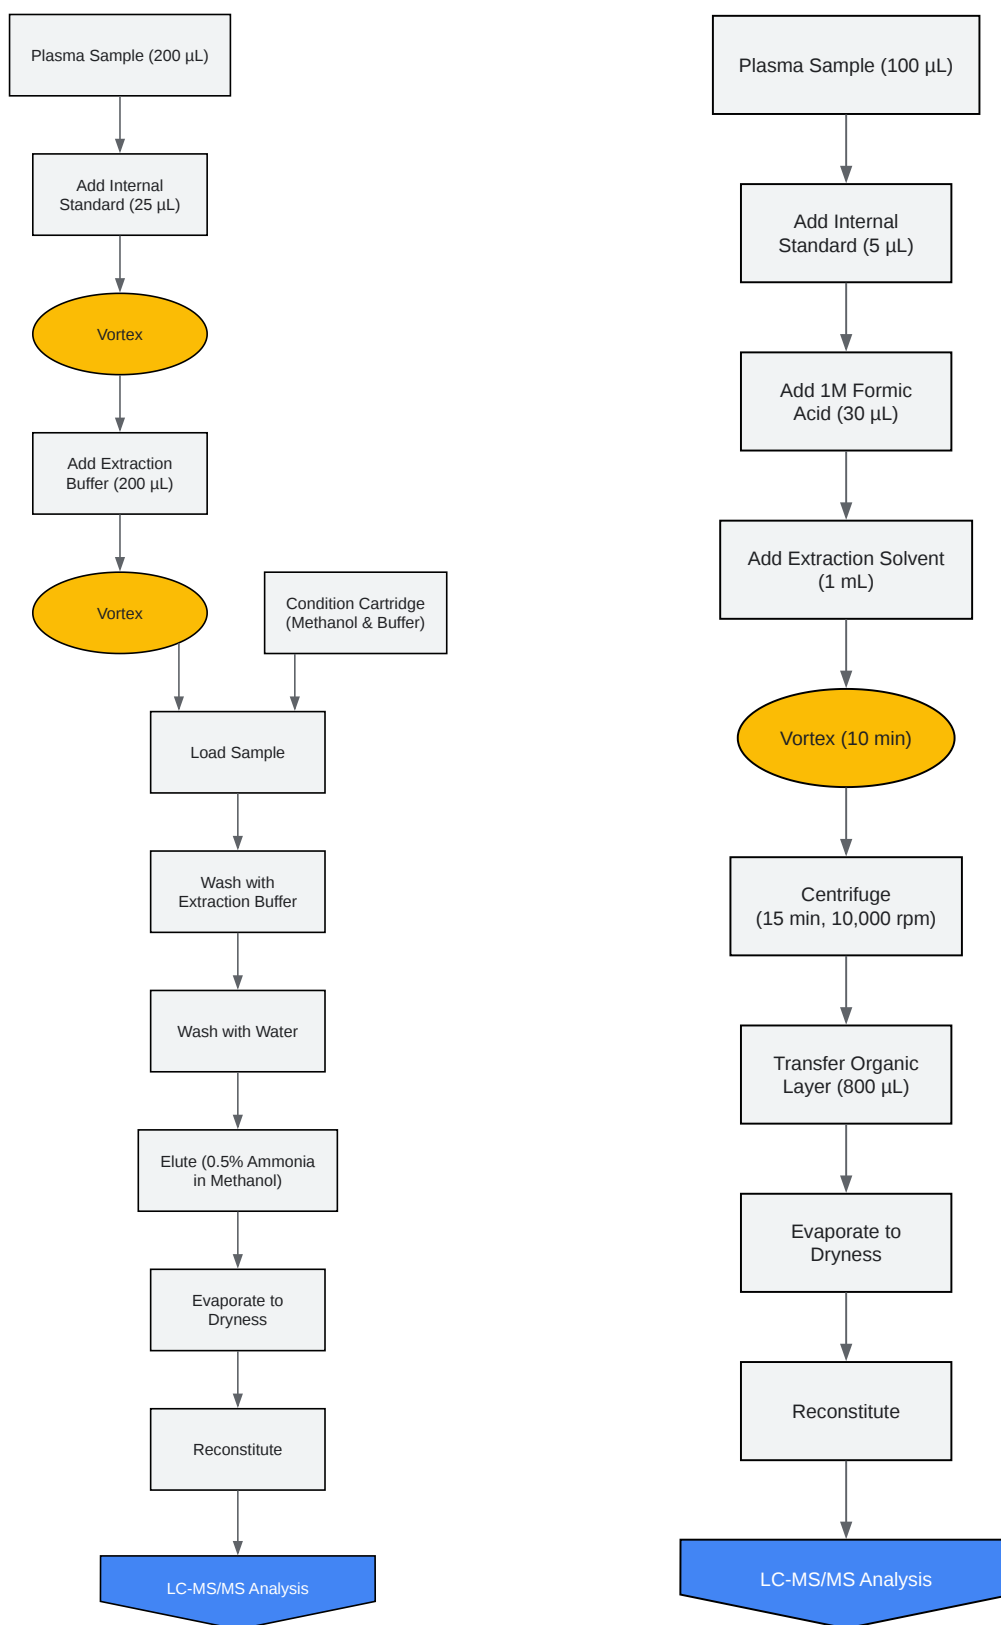 Plasma Sample (200 µL)
Add Internal
Standard (25 µL)
Vortex
Add Extraction
Buffer (200 µL)
Vortex
Condition Cartridge
(Methanol & Buffer)
Load Sample
Wash with
Extraction Buffer
Wash with Water
Elute (0.5% Ammonia
in Methanol)
Evaporate to
Dryness
Reconstitute
LC-MS/MS Analysis
Plasma Sample (100 µL)
Add Internal
Standard (5 µL)
Add 1M Formic
Acid (30 µL)
Add Extraction Solvent
(1 mL)
Vortex (10 min)
Centrifuge
(15 min, 10,000 rpm)
Transfer Organic
Layer (800 µL)
Evaporate to
Dryness
Reconstitute
LC-MS/MS Analysis